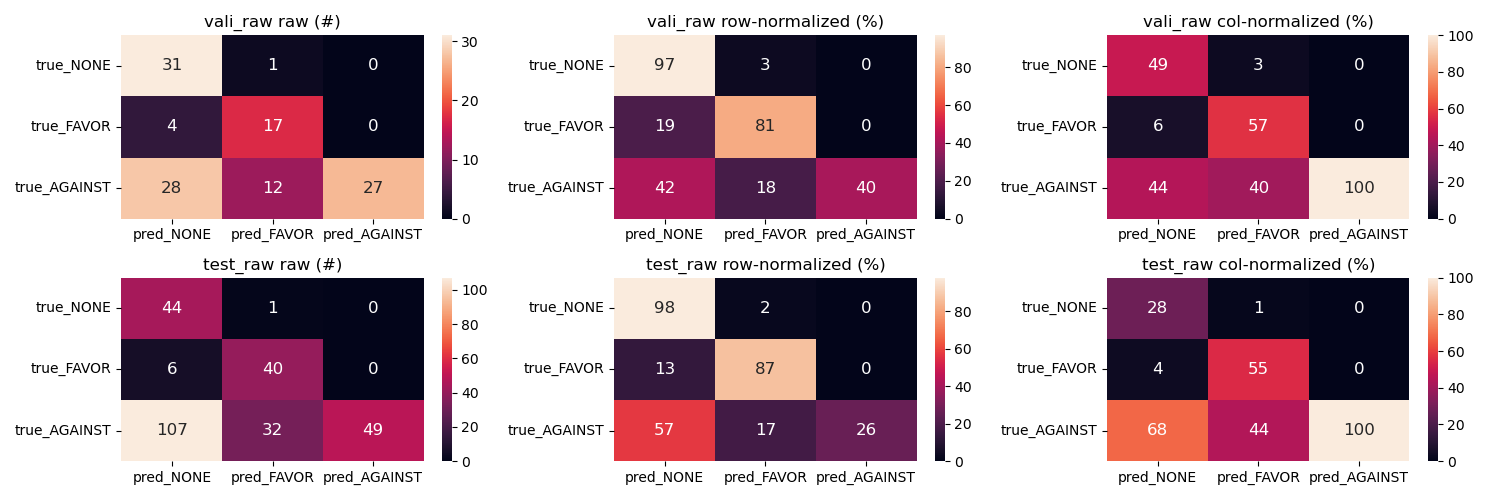 vali_raw raw (#)
true_NONE 31 1 0
true_FAVOR 4 17 0
true_AGAINST 28 12 27
pred_NONE pred_FAVOR pred_AGAINST
30
20
10
0
vali_raw row-normalized (%)
true_NONE 97 3 0
true_FAVOR 19 81 0
true_AGAINST 42 18 40
pred_NONE pred_FAVOR pred_AGAINST
80
60
40
20
0
vali_raw col-normalized (%)
true_NONE 49 3 0
true_FAVOR 6 57 0
true_AGAINST 44 40 100
pred_NONE pred_FAVOR pred_AGAINST
100
80
60
40
20
0
test_raw raw (#)
true_NONE 44 1 0
true_FAVOR 6 40 0
true_AGAINST 107 32 49
pred_NONE pred_FAVOR pred_AGAINST
100
80
60
40
20
0
test_raw row-normalized (%)
true_NONE 98 2 0
true_FAVOR 13 87 0
true_AGAINST 57 17 26
pred_NONE pred_FAVOR pred_AGAINST
80
60
40
20
0
test_raw col-normalized (%)
true_NONE 28 1 0
true_FAVOR 4 55 0
true_AGAINST 68 44 100
pred_NONE pred_FAVOR pred_AGAINST
100
80
60
40
20
0